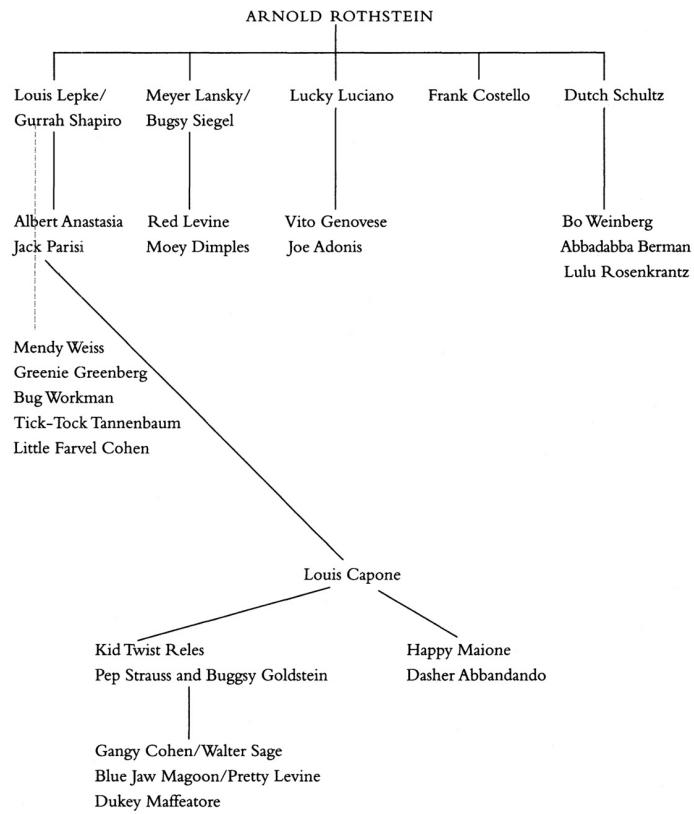 ARNOLD ROTHSTEIN
Louis Lepke/
Gurrah Shapiro
Meyer Lansky/
Bugsy Siegel
Lucky Luciano
Frank Costello
Dutch Schultz
Albert Anastasia
Jack Parisi
Red Levine
Moey Dimples
Vito Genovese
Joe Adonis
Bo Weinberg
Abbadabba Berman
Lulu Rosenkrantz
Mendy Weiss
Greenie Greenberg
Bug Workman
Tick-Tock Tannenbaum
Little Farvel Cohen
Louis Capone
Kid Twist Reles
Pep Strauss and Buggsy Goldstein
Happy Maione
Dasher Abbandando
Gangy Cohen/Walter Sage
Blue Jaw Magoon/Pretty Levine
Dukey Maffeatore